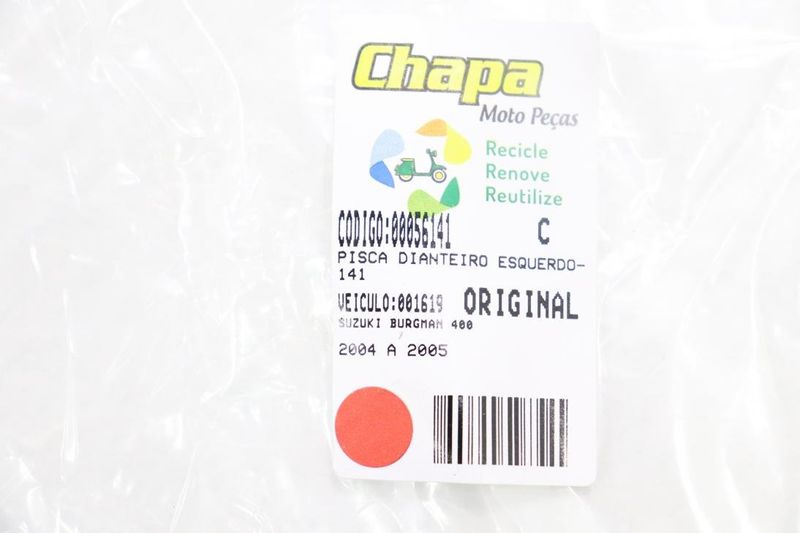 Chapa
Moto Peças
Recicle
Renove
Reutilize
CODIGO:00056141 C
PISCA DIANTEIRO ESQUERDO-
141
VEICULO:001619 ORIGINAL
SUZUKI BURGMAN 400
2004 A 2005